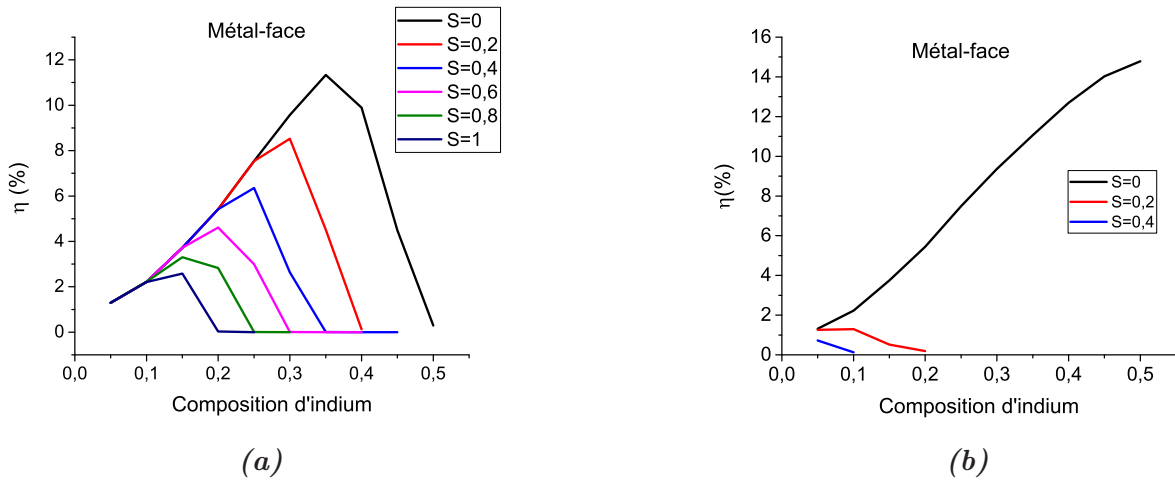 Métal-face
S=0
S=0,2
S=0,4
S=0,6
S=0,8
S=1
12
10
8
6
4
2
0
η (%)
0,0 0,1 0,2 0,3 0,4 0,5
Composition d'indium
(a)
Métal-face
16
14
12
10
8
6
4
2
0
η(%)
S=0
S=0,2
S=0,4
0,0 0,1 0,2 0,3 0,4 0,5
Composition d'indium
(b)